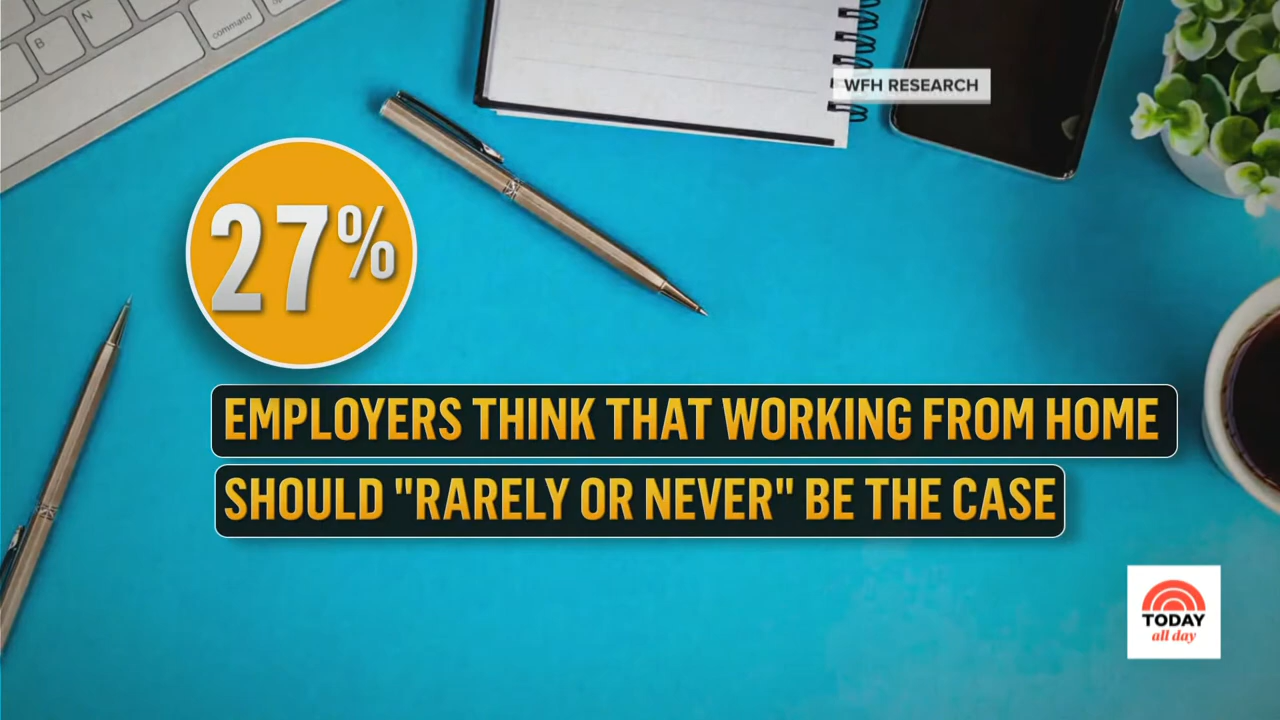 B
N
command
WFH RESEARCH
27%
EMPLOYERS THINK THAT WORKING FROM HOME
SHOULD "RARELY OR NEVER" BE THE CASE
TODAY
all day